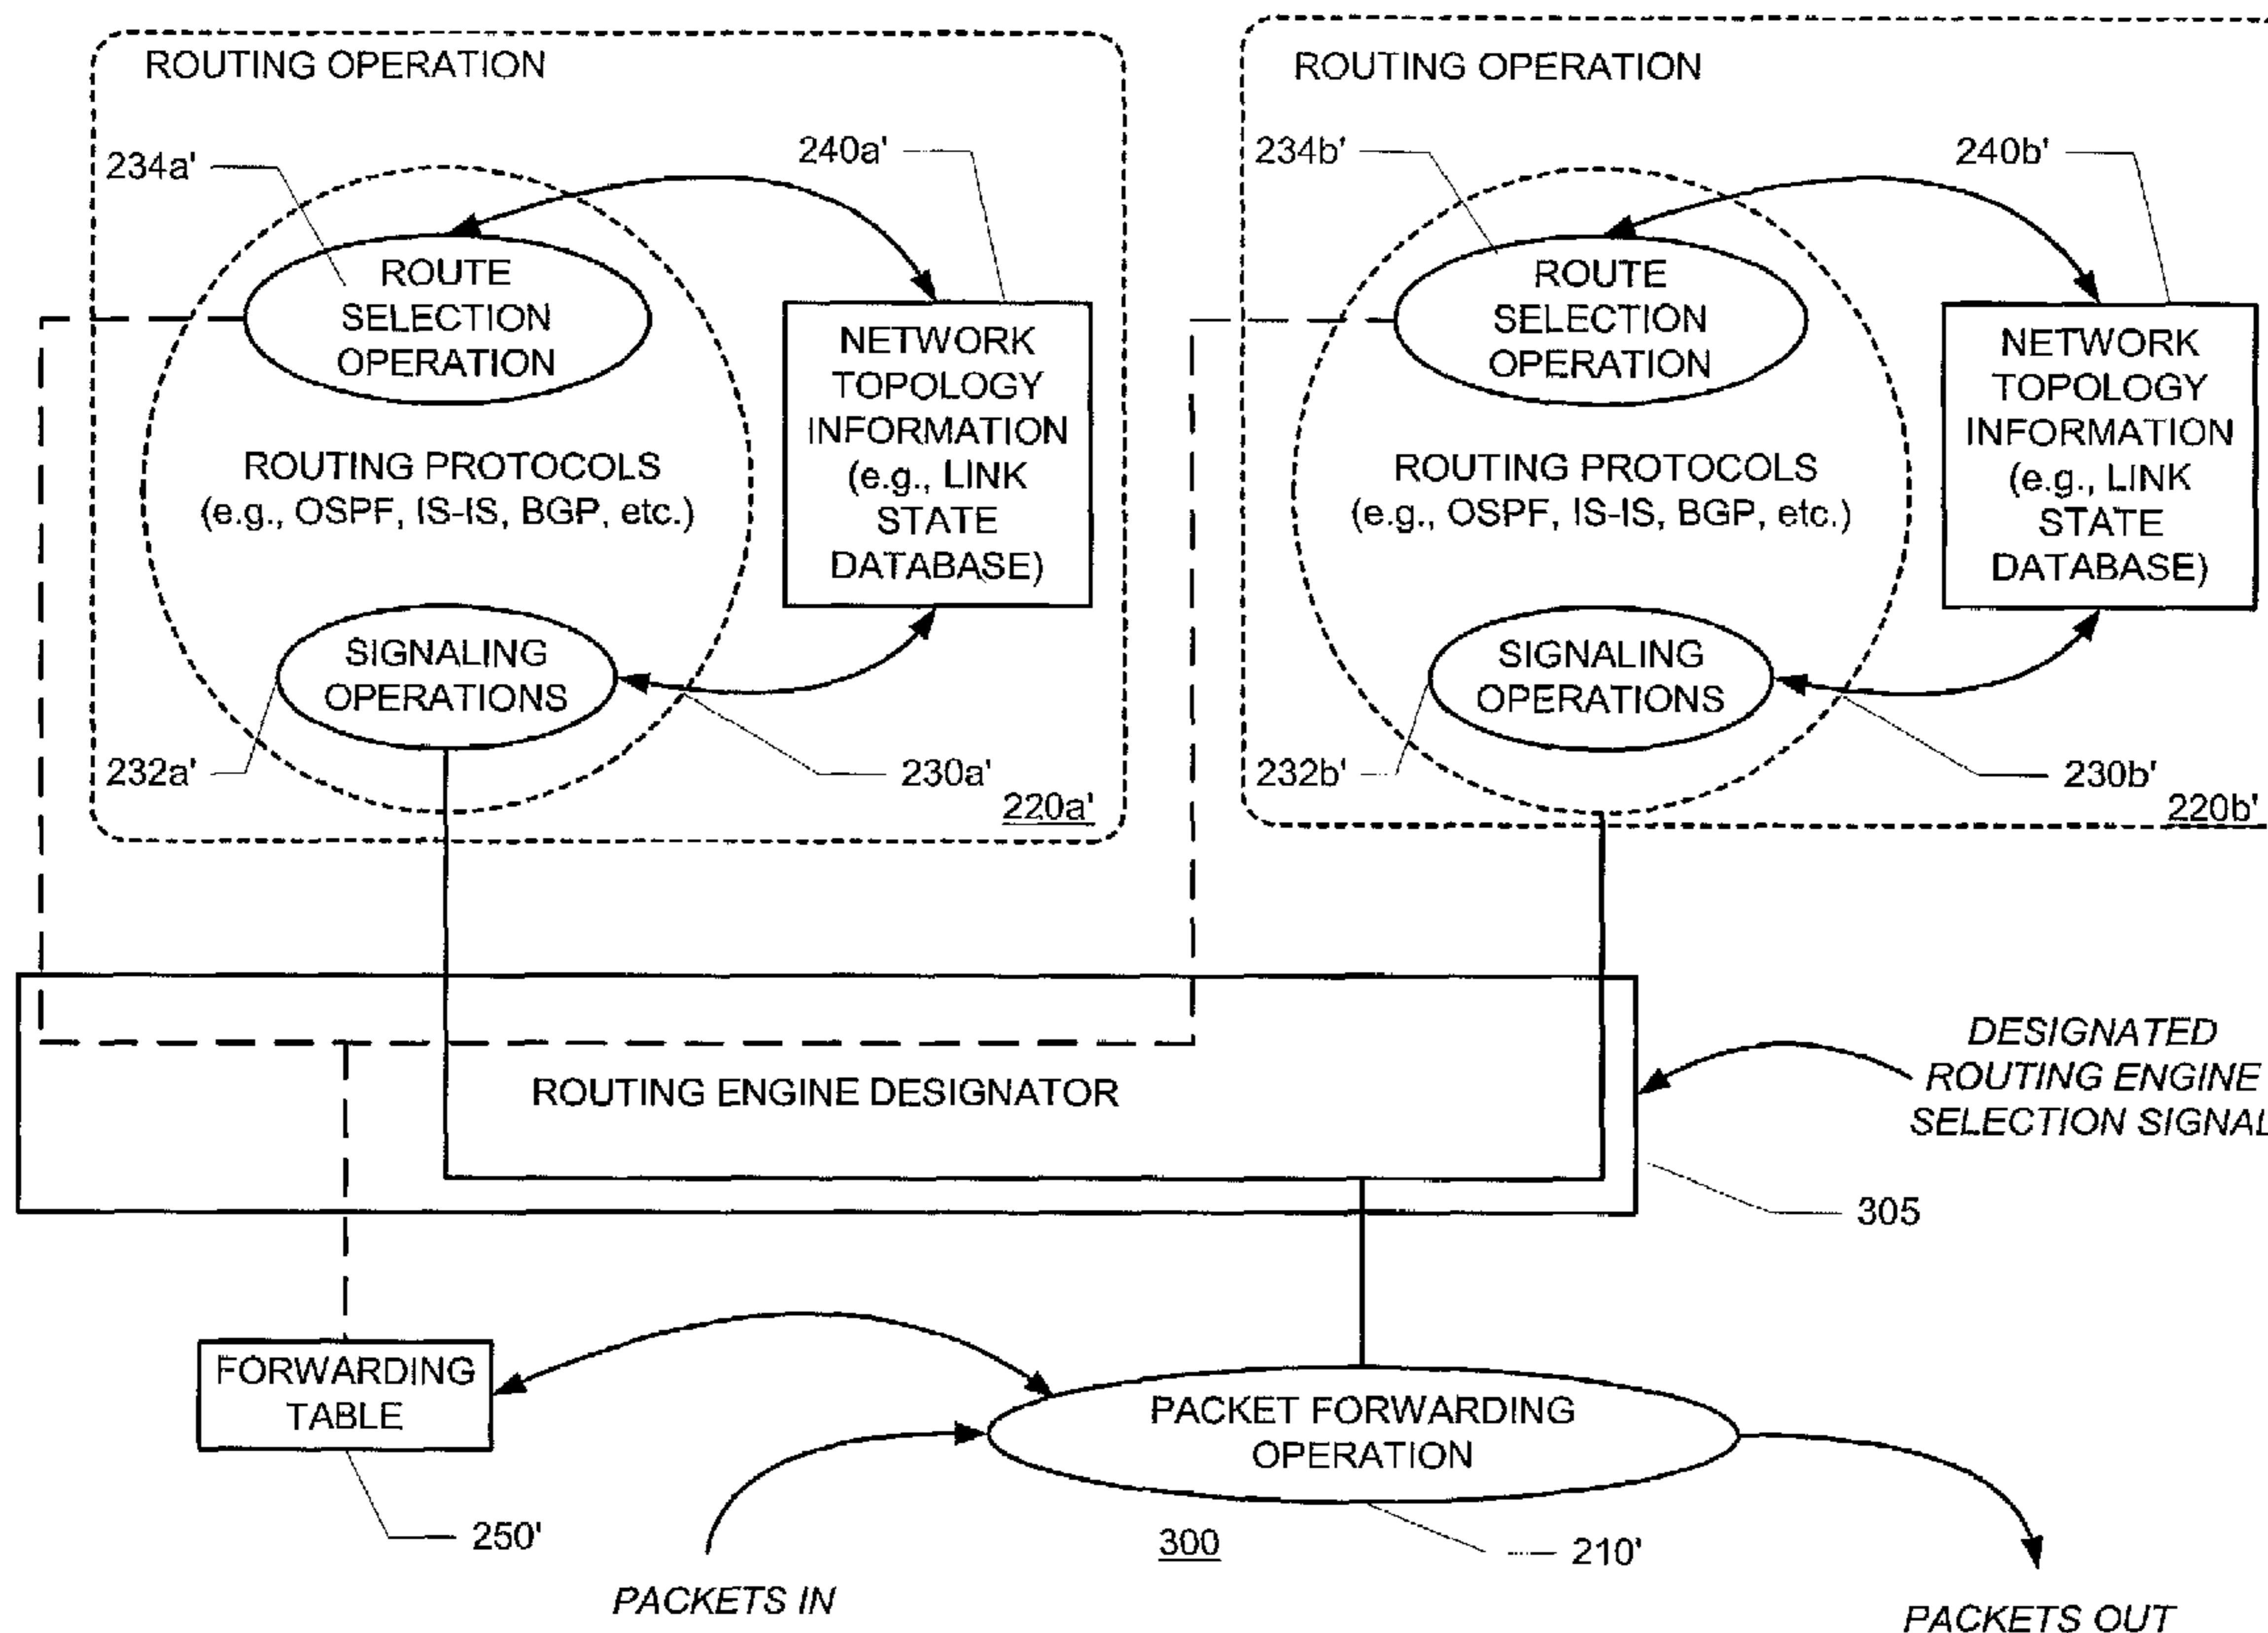 ROUTING OPERATION
234a'
240a'
ROUTE
SELECTION
OPERATION
NETWORK
TOPOLOGY
INFORMATION
(e.g., LINK
STATE
DATABASE)
ROUTING PROTOCOLS
(e.g., OSPF, IS-IS, BGP, etc.)
SIGNALING
OPERATIONS
232a'
230a'
220a'
ROUTING OPERATION
234b'
240b'
ROUTE
SELECTION
OPERATION
NETWORK
TOPOLOGY
INFORMATION
(e.g., LINK
STATE
DATABASE)
ROUTING PROTOCOLS
(e.g., OSPF, IS-IS, BGP, etc.)
SIGNALING
OPERATIONS
232b'
230b'
220b'
ROUTING ENGINE DESIGNATOR
DESIGNATED
ROUTING ENGINE
SELECTION SIGNAL
305
FORWARDING
TABLE
250'
PACKET FORWARDING
OPERATION
300
210'
PACKETS IN
PACKETS OUT